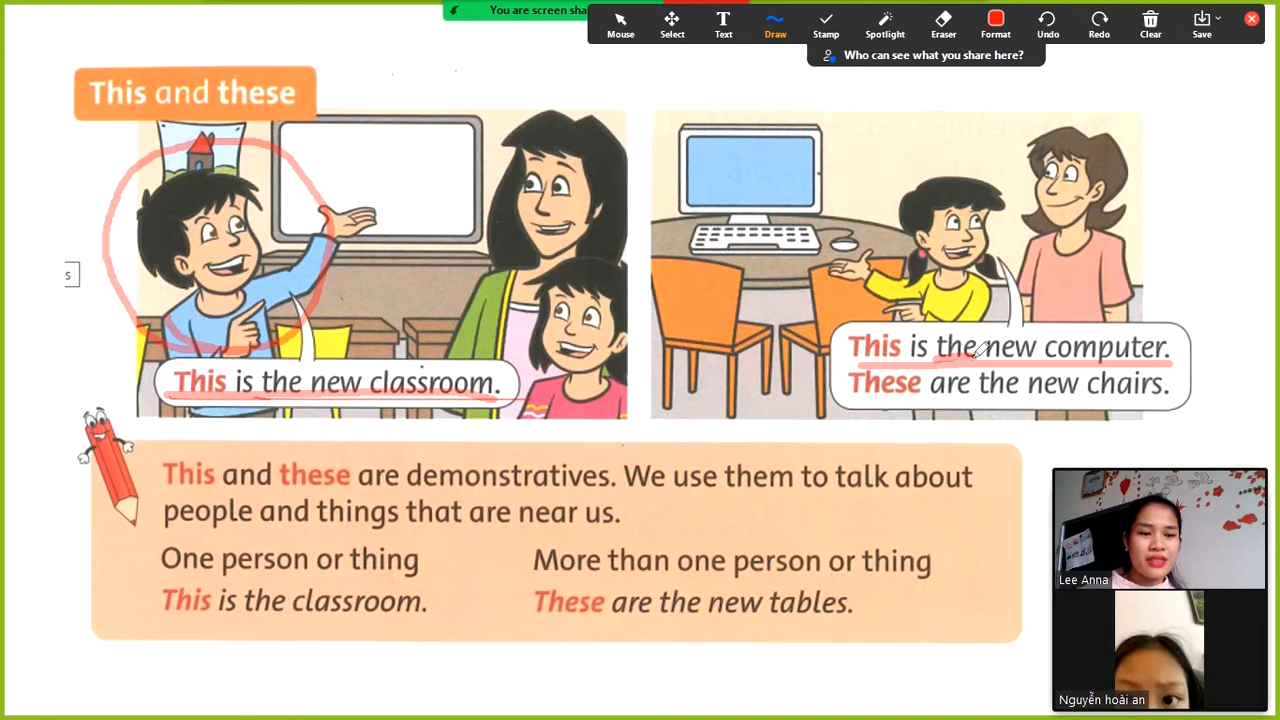 You are screen sha
Mouse
Select
Text
Draw
Stamp
Spotlight
Eraser
Format
Undo
Redo
Clear
Save
Who can see what you share here?
This and these
s
This is the new classroom.
This is the new computer.
These are the new chairs.
This and these are demonstratives. We use them to talk about
people and things that are near us.
One person or thing
More than one person or thing
This is the classroom.
These are the new tables.
Lee Anna
Nguyễn hoài an